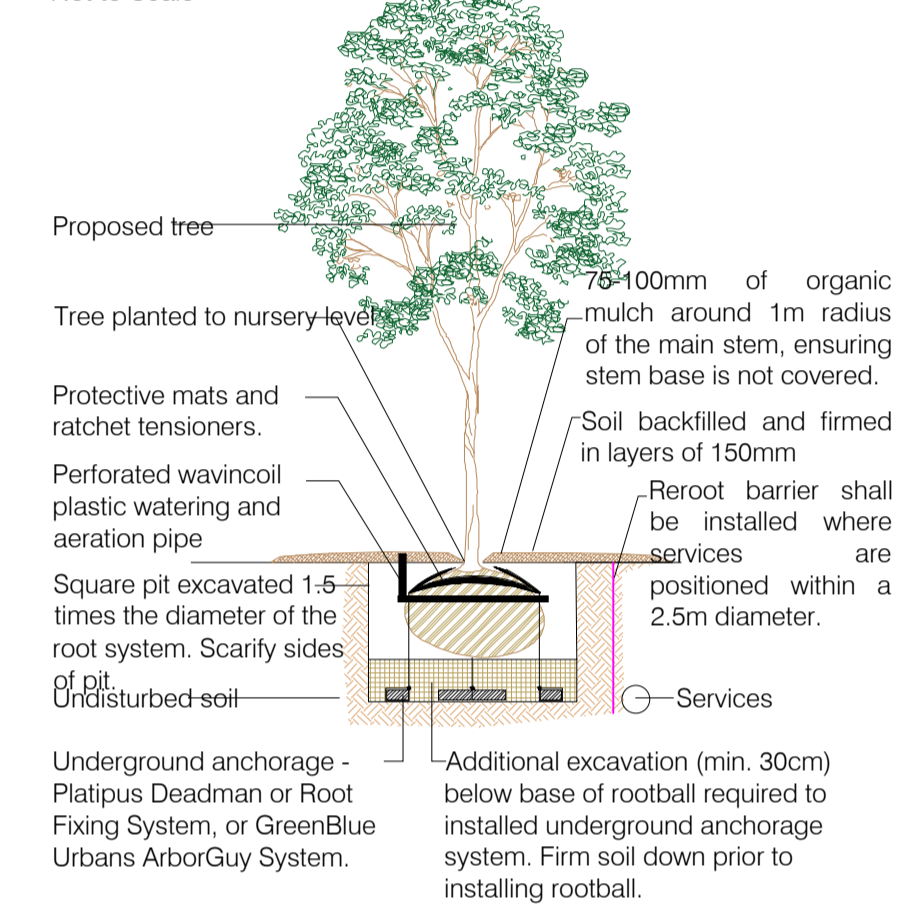 Proposed tree
Tree planted to nursery level
Protective mats and
ratchet tensioners.
Perforated wavincoil
plastic watering and
aeration pipe
Square pit excavated 1.5
times the diameter of the
root system. Scarify sides
of pit.
Undisturbed soil
Underground anchorage -
Platipus Deadman or Root
Fixing System, or GreenBlue
Urbans ArborGuy System.
75-100mm of organic
mulch around 1m radius
of the main stem, ensuring
stem base is not covered.
Soil backfilled and firmed
in layers of 150mm
Reroot barrier shall
be installed where
services are
positioned within a
2.5m diameter.
Services
Additional excavation (min. 30cm)
below base of rootball required to
installed underground anchorage
system. Firm soil down prior to
installing rootball.